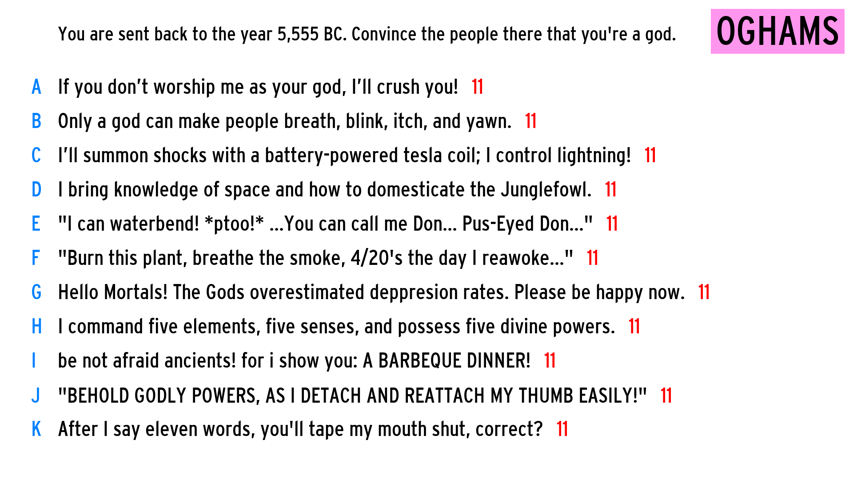 You are sent back to the year 5,555 BC. Convince the people there that you're a god.
OGHAMS
A If you don’t worship me as your god, I’ll crush you! 11
B Only a god can make people breath, blink, itch, and yawn. 11
C I’ll summon shocks with a battery-powered tesla coil; I control lightning! 11
D I bring knowledge of space and how to domesticate the Junglefowl. 11
E "I can waterbend! *ptoo!* ...You can call me Don... Pus-Eyed Don..." 11
F "Burn this plant, breathe the smoke, 4/20's the day I reawoke..." 11
G Hello Mortals! The Gods overestimated deppresion rates. Please be happy now. 11
H I command five elements, five senses, and possess five divine powers. 11
I be not afraid ancients! for i show you: A BARBEQUE DINNER! 11
J "BEHOLD GODLY POWERS, AS I DETACH AND REATTACH MY THUMB EASILY!" 11
K After I say eleven words, you'll tape my mouth shut, correct? 11